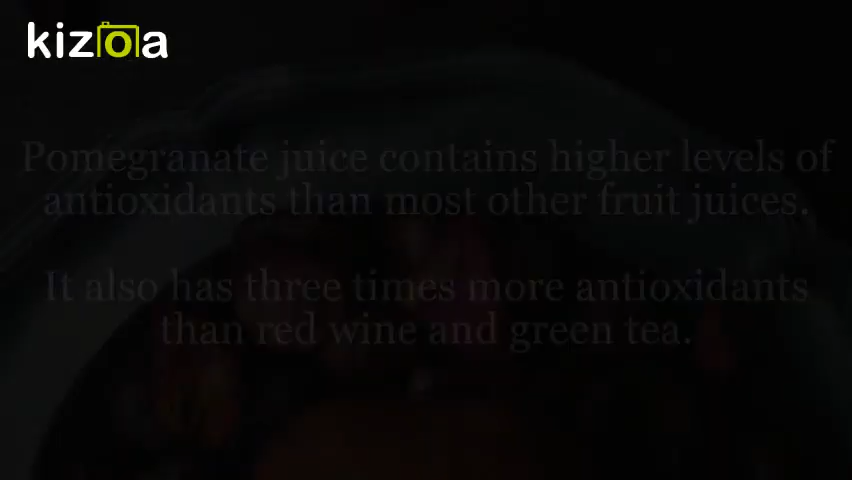 kizoa
Pomegranate juice contains higher levels of
antioxidants than most other fruit juices.
It also has three times more antioxidants
than red wine and green tea.